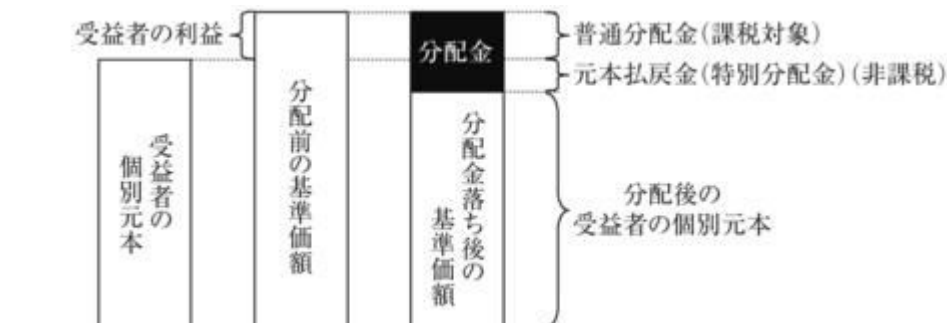 受益者の利益
分配金
普通分配金(課税対象)
元本払戻金(特別分配金)(非課税)
受益者の
個別元本
分配前の基準価額
分配金落ち後の
基準価額
分配後の
受益者の個別元本